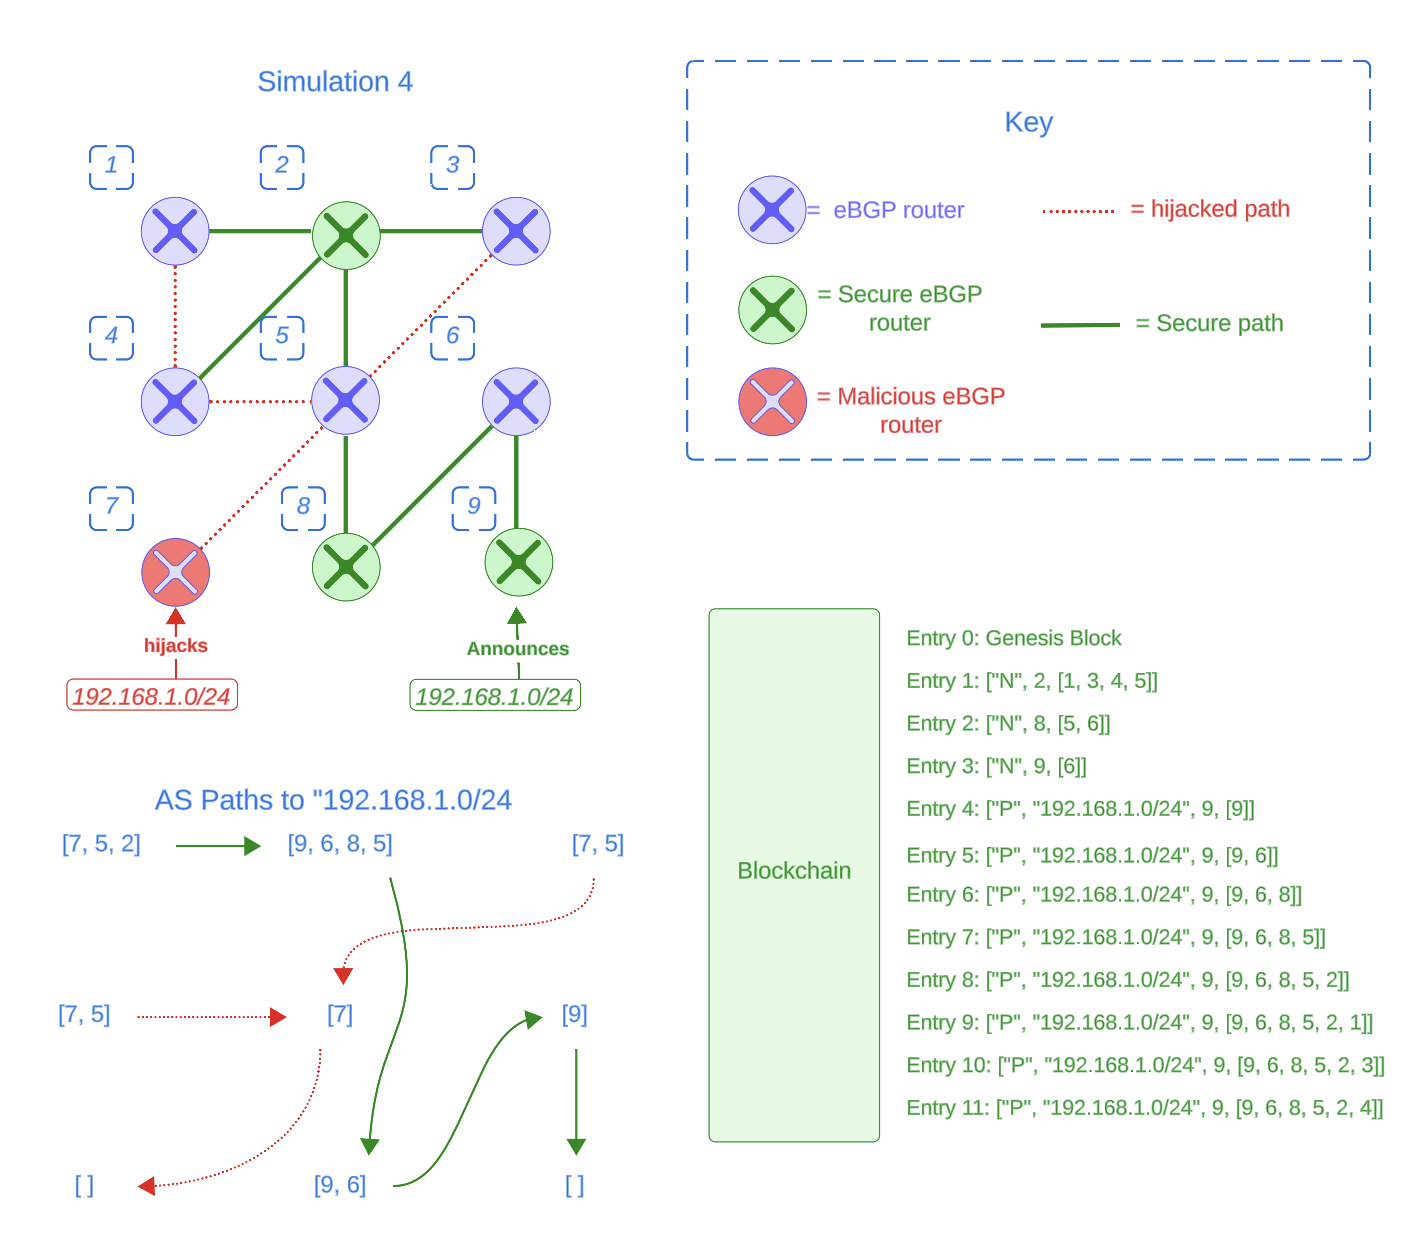 Simulation 4
1
2
3
4
5
6
7
8
9
hijacks
192.168.1.0/24
Announces
192.168.1.0/24
Key
= eBGP router
= hijacked path
= Secure eBGP
router
= Secure path
= Malicious eBGP
router
AS Paths to "192.168.1.0/24
[7, 5, 2]
[9, 6, 8, 5]
[7, 5]
[7, 5]
[7]
[9]
[ ]
[9, 6]
[ ]
Blockchain
Entry 0: Genesis Block
Entry 1: ["N", 2, [1, 3, 4, 5]]
Entry 2: ["N", 8, [5, 6]]
Entry 3: ["N", 9, [6]]
Entry 4: ["P", "192.168.1.0/24", 9, [9]]
Entry 5: ["P", "192.168.1.0/24", 9, [9, 6]]
Entry 6: ["P", "192.168.1.0/24", 9, [9, 6, 8]]
Entry 7: ["P", "192.168.1.0/24", 9, [9, 6, 8, 5]]
Entry 8: ["P", "192.168.1.0/24", 9, [9, 6, 8, 5, 2]]
Entry 9: ["P", "192.168.1.0/24", 9, [9, 6, 8, 5, 2, 1]]
Entry 10: ["P", "192.168.1.0/24", 9, [9, 6, 8, 5, 2, 3]]
Entry 11: ["P", "192.168.1.0/24", 9, [9, 6, 8, 5, 2, 4]]